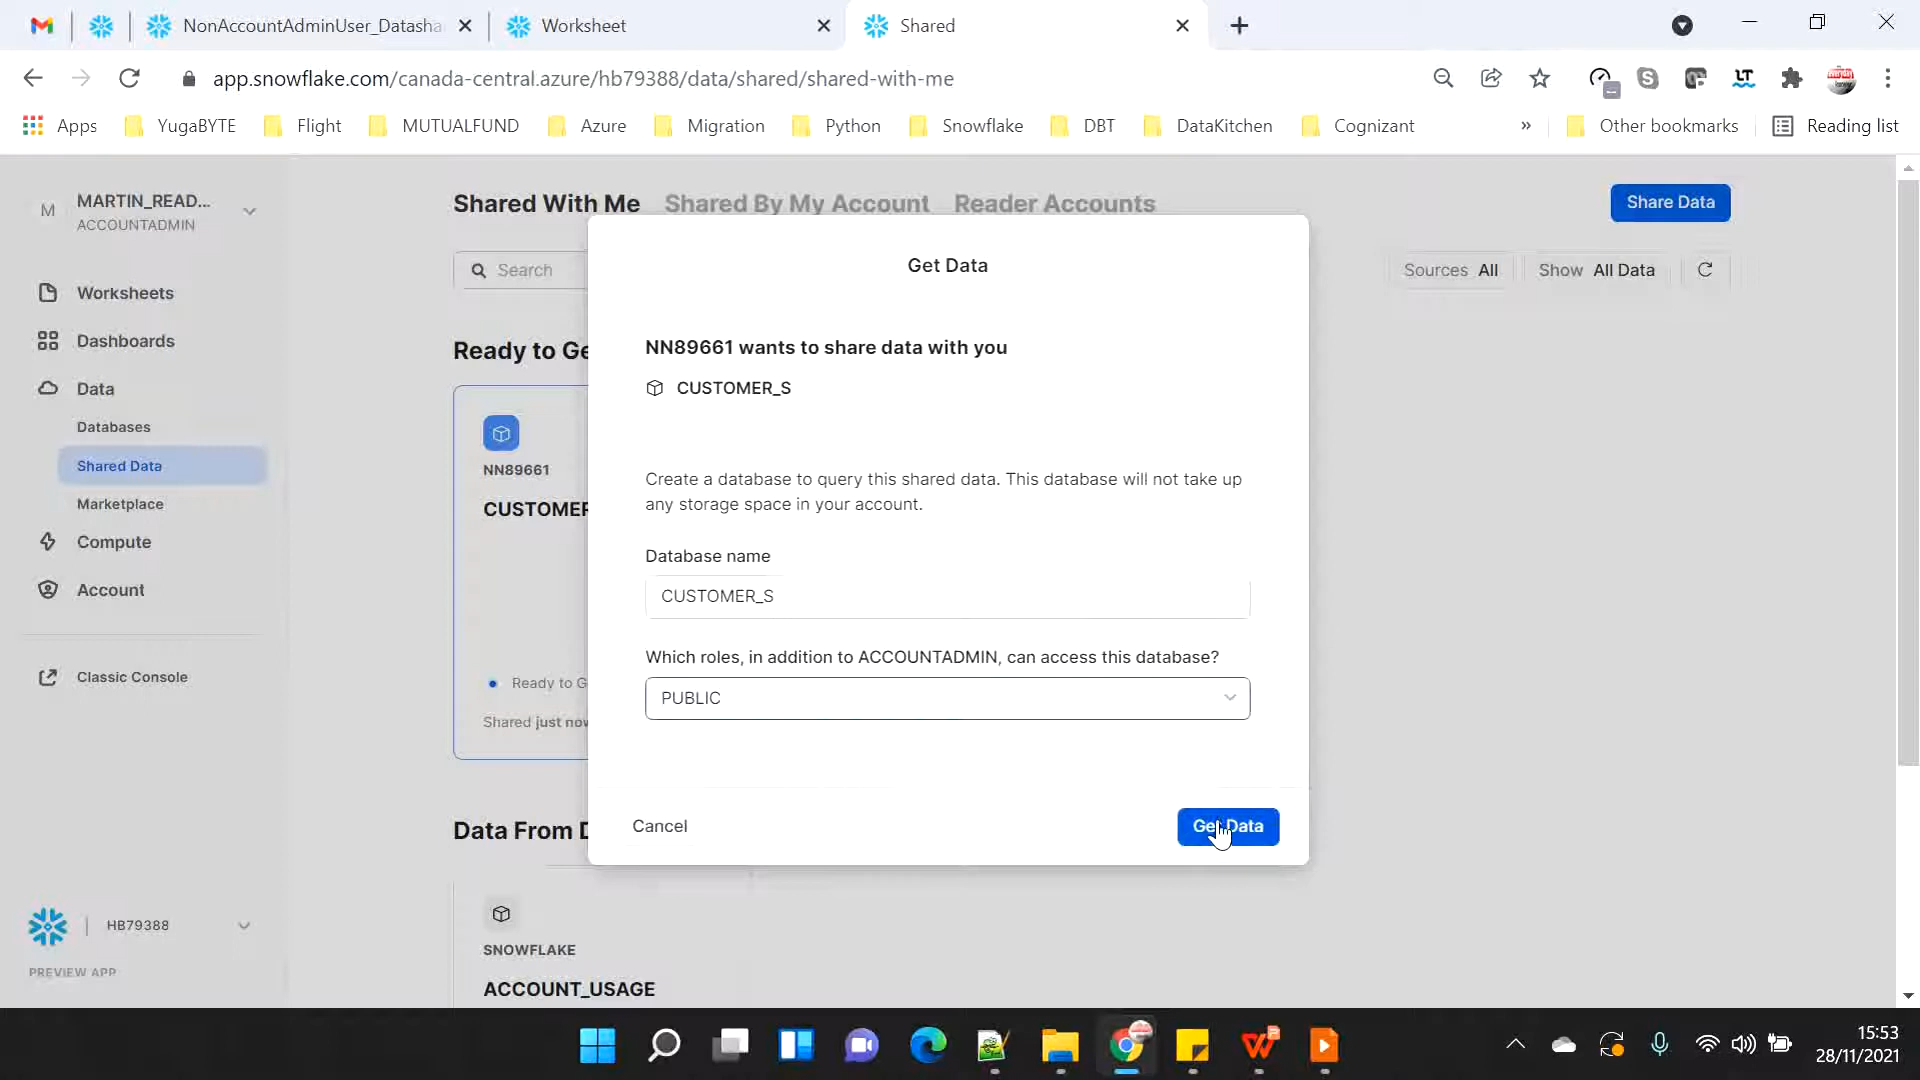 NonAccountAdminUser_Datasha
Worksheet
Shared
app.snowflake.com/canada-central.azure/hb79388/data/shared/shared-with-me
Apps
YugaBYTE
Flight
MUTUALFUND
Azure
Migration
Python
Snowflake
DBT
DataKitchen
Cognizant
»
Other bookmarks
Reading list
M
MARTIN_READ...
ACCOUNTADMIN
Worksheets
Dashboards
Data
Databases
Shared Data
Marketplace
Compute
Account
Classic Console
HB79388
PREVIEW APP
Shared With Me
Shared By My Account
Reader Accounts
Share Data
Search
Sources All
Show All Data
Ready to Ge
NN89661
CUSTOMER
Ready to G
Shared just now
Data From D
SNOWFLAKE
ACCOUNT_USAGE
Get Data
NN89661 wants to share data with you
CUSTOMER_S
Create a database to query this shared data. This database will not take up
any storage space in your account.
Database name
CUSTOMER_S
Which roles, in addition to ACCOUNTADMIN, can access this database?
PUBLIC
Cancel
Get Data
15:53
28/11/2021